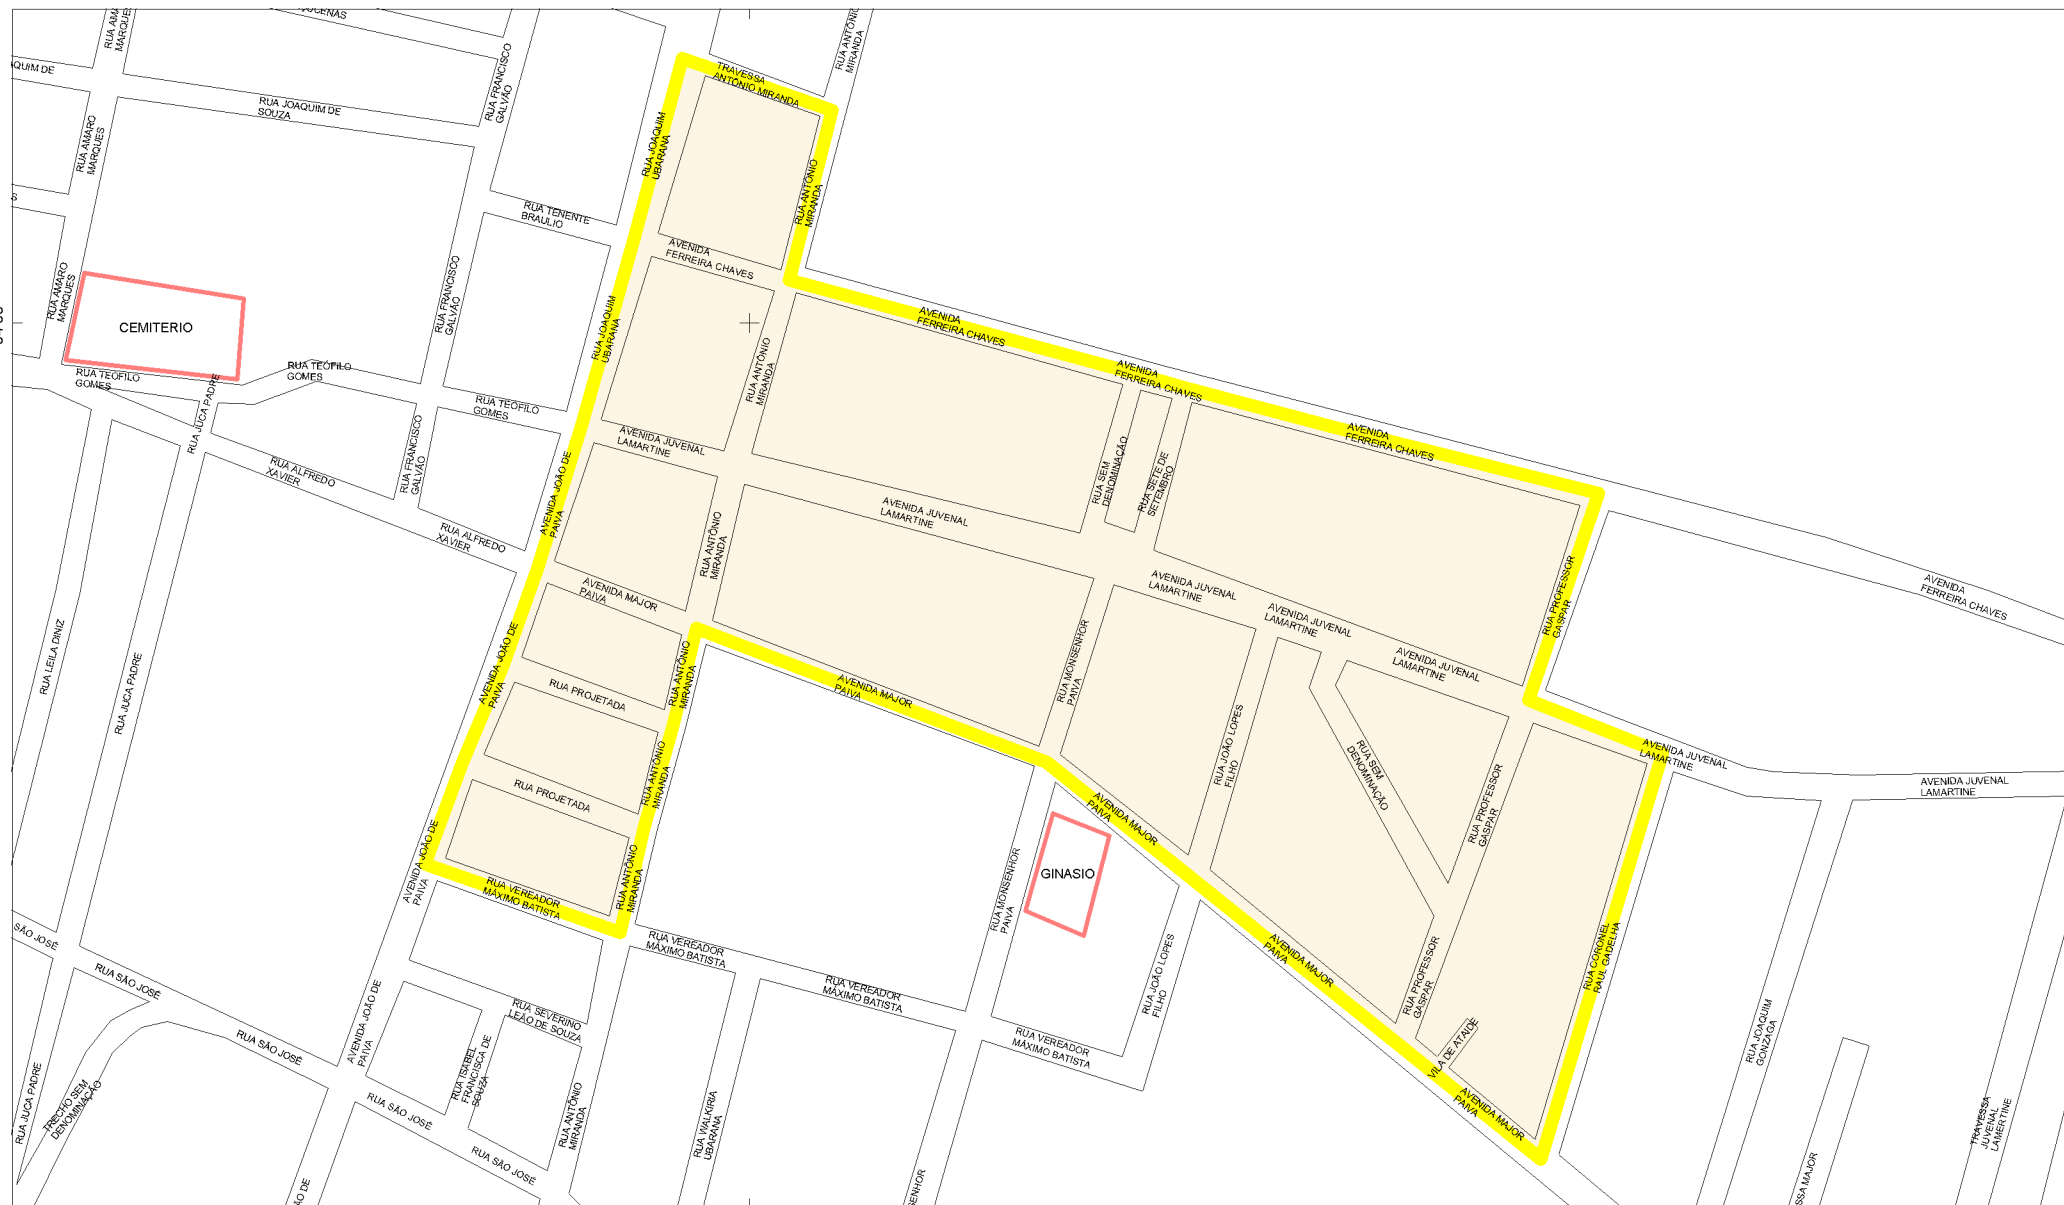 RUA AMARO
MARQUES
RUA JOAQUIM DE
SOUZA
RUA FRANCISCO
GALVÃO
RUA AMARO
MARQUES
RUA TENENTE
BRAULIO
RUA JOAQUIM
UBARANA
TRAVESSA
ANTÔNIO MIRANDA
RUA ANTÔNIO
MIRANDA
RUA ANTÔNIO
MIRANDA
RUA AMARO
MARQUES
CEMITERIO
RUA FRANCISCO
GALVÃO
RUA JOAQUIM
UBARANA
AVENIDA
FERREIRA CHAVES
AVENIDA
FERREIRA CHAVES
AVENIDA
FERREIRA CHAVES
AVENIDA
FERREIRA CHAVES
AVENIDA
FERREIRA CHAVES
RUA TEÓFILO
GOMES
RUA TEÓFILO
GOMES
RUA TEÓFILO
GOMES
RUA JUCA PADRE
RUA ALFREDO
XAVIER
RUA FRANCISCO
GALVÃO
RUA ALFREDO
XAVIER
RUA ANTÔNIO
MIRANDA
AVENIDA JUVENAL
LAMARTINE
AVENIDA JOÃO DE
PAIVA
RUA ANTÔNIO
MIRANDA
AVENIDA JUVENAL
LAMARTINE
RUA SEM
DENOMINAÇÃO
RUA SETE DE
SETEMBRO
AVENIDA JUVENAL
LAMARTINE
AVENIDA JUVENAL
LAMARTINE
AVENIDA JUVENAL
LAMARTINE
RUA PROFESSOR
GASPAR
AVENIDA MAJOR
PAIVA
RUA LEILA DINIZ
RUA JUCA PADRE
AVENIDA JOÃO DE
PAIVA
RUA PROJETADA
RUA ANTÔNIO
MIRANDA
AVENIDA MAJOR
PAIVA
RUA MONSENHOR
PAIVA
RUA JOÃO LOPES
FILHO
RUA SEM
DENOMINAÇÃO
RUA PROFESSOR
GASPAR
AVENIDA JUVENAL
LAMARTINE
AVENIDA JUVENAL
LAMARTINE
RUA PROJETADA
RUA ANTÔNIO
MIRANDA
AVENIDA MAJOR
PAIVA
GINASIO
AVENIDA JOÃO DE
PAIVA
RUA VEREADOR
MÁXIMO BATISTA
RUA ANTÔNIO
MIRANDA
RUA MONSENHOR
PAIVA
RUA VEREADOR
MÁXIMO BATISTA
RUA VEREADOR
MÁXIMO BATISTA
RUA JOÃO LOPES
FILHO
AVENIDA MAJOR
PAIVA
RUA PROFESSOR
GASPAR
RUA CORONEL
RAUL GADELHA
SÃO JOSÉ
RUA SÃO JOSÉ
RUA SÃO JOSÉ
AVENIDA JOÃO DE
PAIVA
RUA SEVERINO
LEÃO DE SOUZA
RUA VEREADOR
MÁXIMO BATISTA
VILA DE ATAIDE
RUA JOAQUIM
GONZAGA
RUA JUCA PADRE
TRECHO SEM
DENOMINAÇÃO
RUA ISABEL
FRANCISCA DE
SOUZA
RUA SÃO JOSÉ
RUA SÃO JOSÉ
RUA ANTÔNIO
MIRANDA
RUA WALKIRIA
UBARANA
AVENIDA MAJOR
PAIVA
TRAVESSA
JUVENAL
LAMERTINE